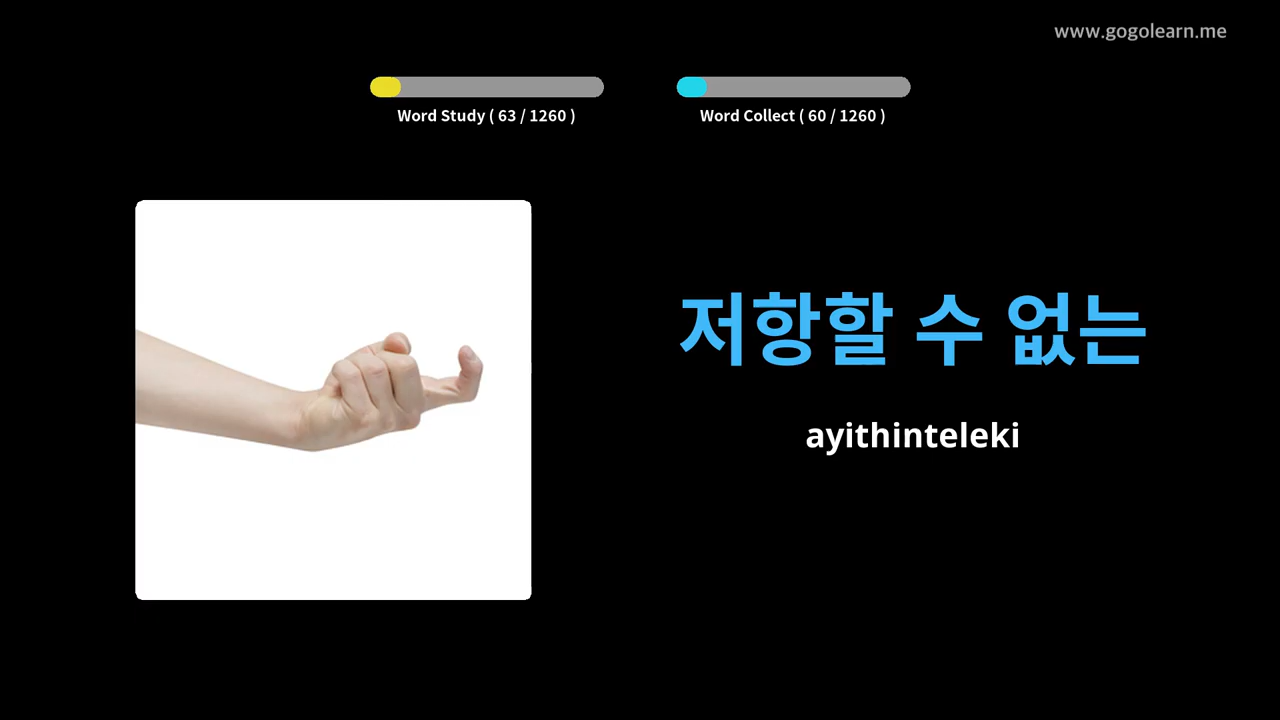 www.gogolearn.me
Word Study ( 63 / 1260 )
Word Collect ( 60 / 1260 )
저항할 수 없는
ayithinteleki